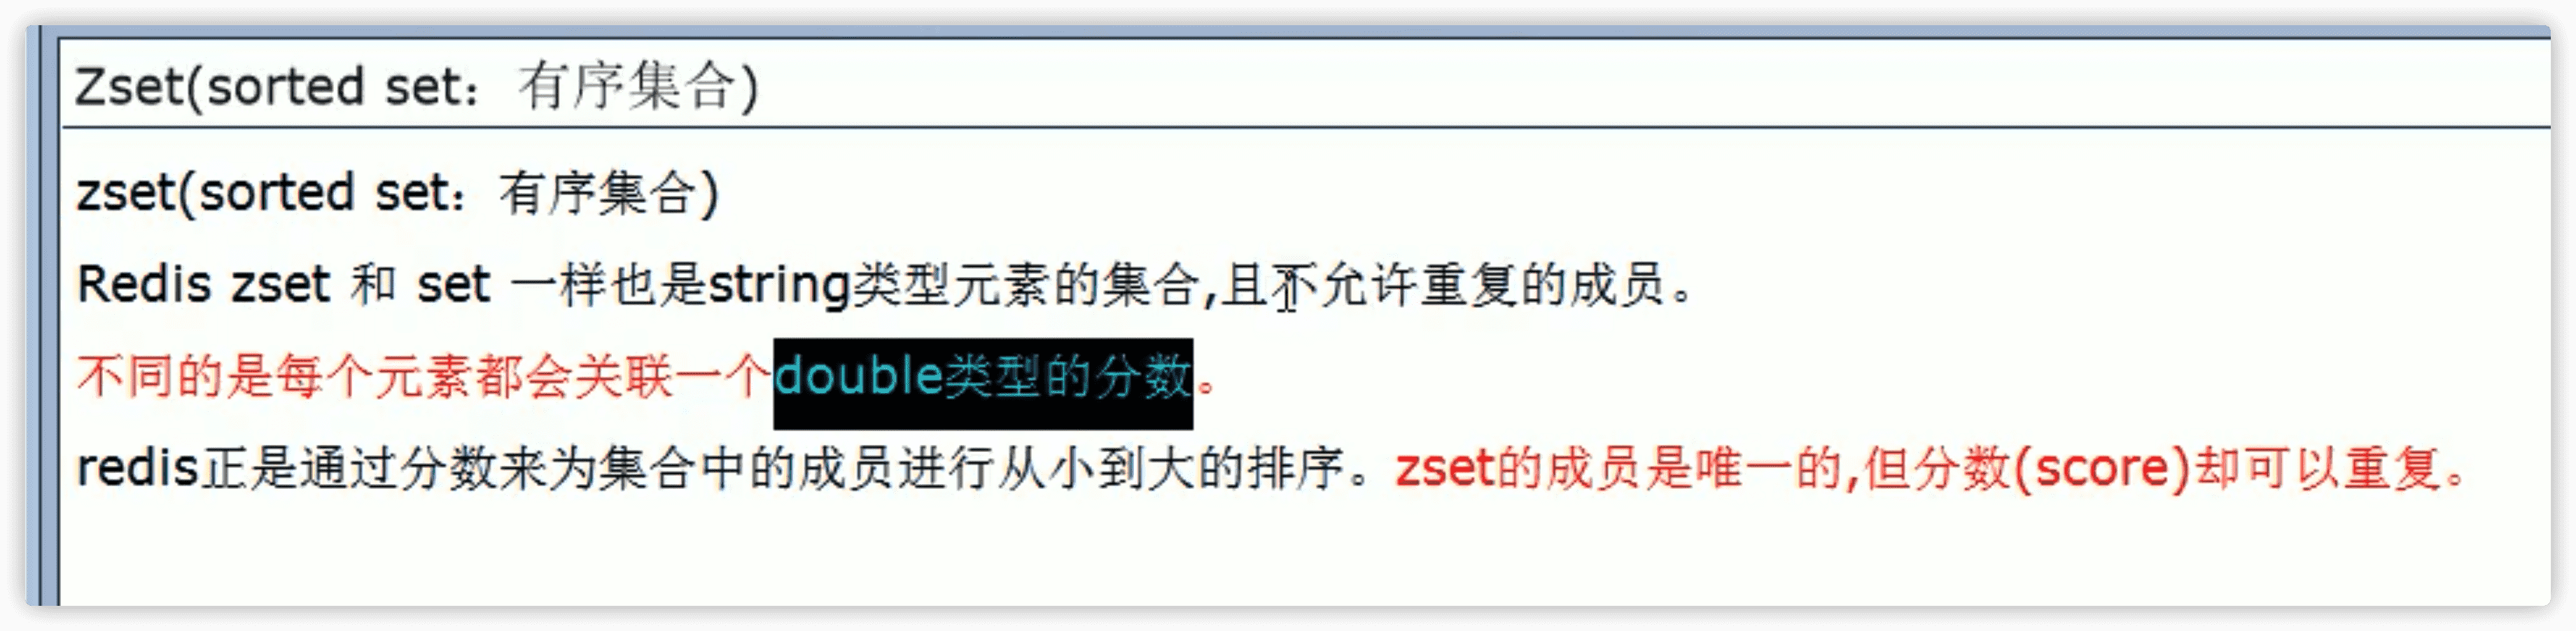 Zset(sorted set：有序集合)
zset(sorted set：有序集合)
Redis zset 和 set 一样也是string类型元素的集合,且不允许重复的成员。
不同的是每个元素都会关联一个double类型的分数。
redis正是通过分数来为集合中的成员进行从小到大的排序。zset的成员是唯一的,但分数(score)却可以重复。